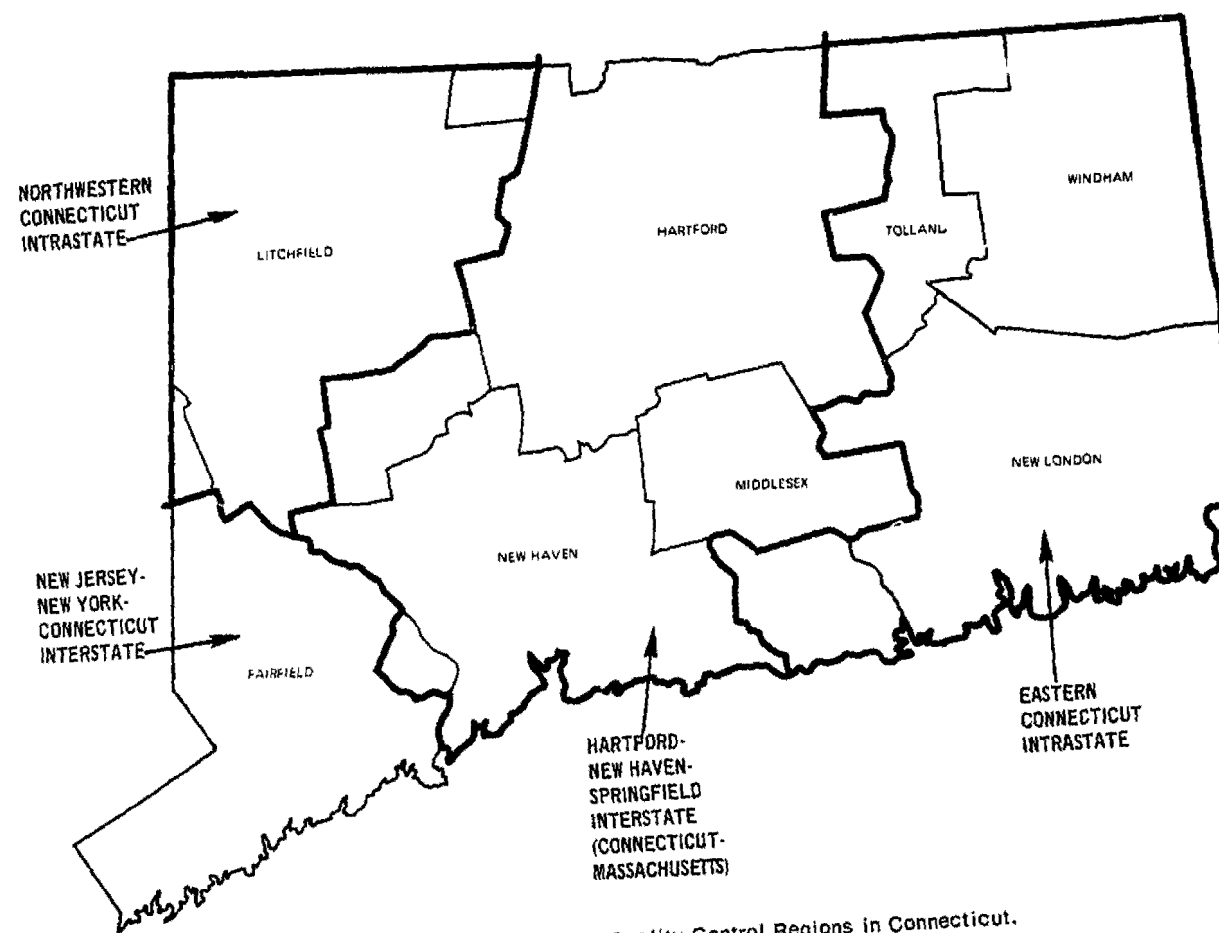 NORTHWESTERN
CONNECTICUT
INTRASTATE
LITCHFIELD
HARTFORD
TOLLAND
WINDHAM
NEW LONDON
MIDDLESEX
NEW HAVEN
NEW JERSEY-
NEW YORK-
CONNECTICUT
INTERSTATE
FAIRFIELD
HARTFORD-
NEW HAVEN-
SPRINGFIELD
INTERSTATE
(CONNECTICUT-
MASSACHUSETTS)
EASTERN
CONNECTICUT
INTRASTATE
Control Regions in Connecticut.